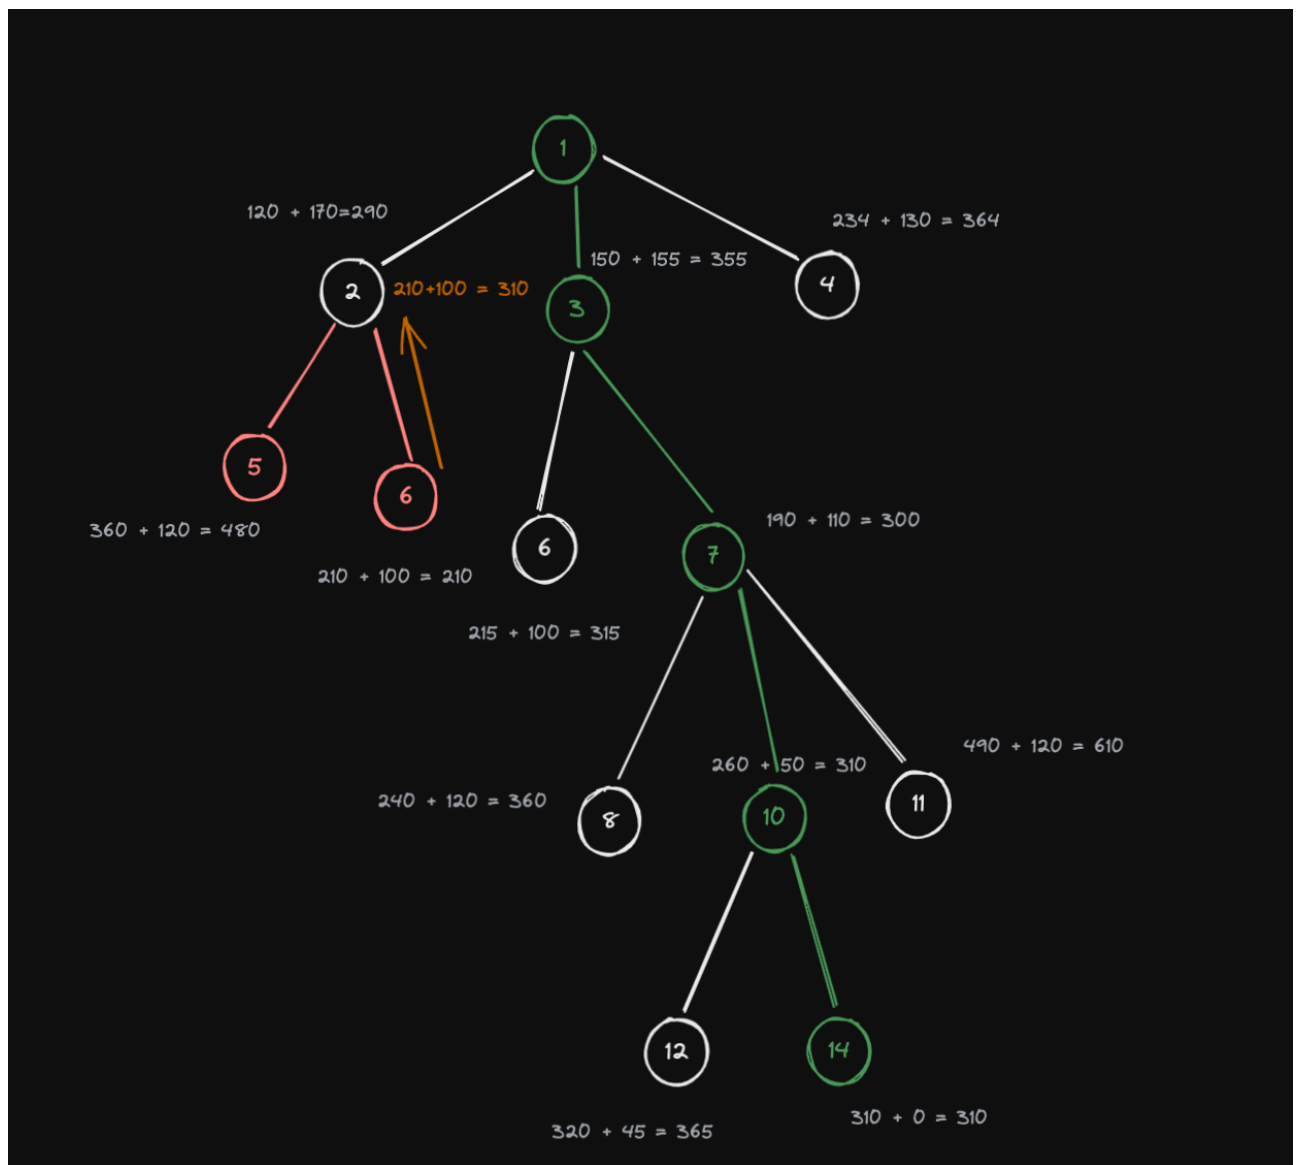 1
120 + 170=290
234 + 130 = 364
150 + 155 = 355
2
210+100 = 310
3
4
5
6
360 + 120 = 480
210 + 100 = 210
6
7
190 + 110 = 300
215 + 100 = 315
490 + 120 = 610
260 + 50 = 310
240 + 120 = 360
8
10
11
12
14
320 + 45 = 365
310 + 0 = 310